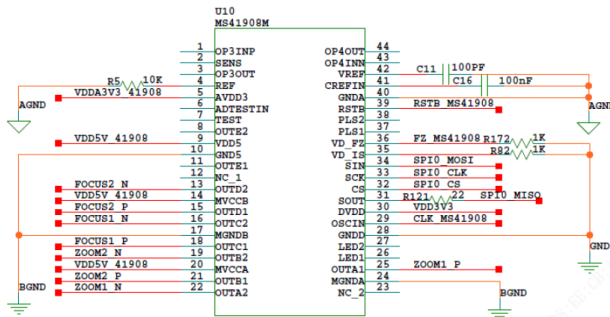 U10
MS41908M
1 OP3INP OP4OUT 44
2 SENS OP4INN 43
3 OP3OUT VREF 42 C11 100PF
R5 10K 4 REF CREFIN 41 C16 100nF
VDDA3V3_41908 5 AVDD3 GNDA 40
AGND 6 ADTESTIN RSTB 39 RSTB_MS41908 AGN
7 TEST PLS2 38
8 OUTE2 PLS1 37
VDD5V_41908 9 VDD5 VD_FZ 36 FZ_MS41908 R172 1K
10 GND5 VD_IS 35 R82 1K
11 OUTE1 SIN 34 SPI0_MOSI
12 NC_1 SCK 33 SPI0_CLK
FOCUS2_N 13 OUTD2 CS 32 SPI0_CS
VDD5V_41908 14 MVCCB SOUT 31 R121 22 SPI0_MISO
FOCUS2_P 15 OUTD1 DVDD 30 VDD3V3
FOCUS1_N 16 OUTC2 OSCIN 29 CLK_MS41908
17 MGNDB GNDD 28
FOCUS1_P 18 OUTC1 LED2 27 GND
ZOOM2_N 19 OUTB2 LED1 26
VDD5V_41908 20 MVCCA OUTA1 25 ZOOM1_P
ZOOM2_P 21 OUTB1 MGNDA 24
BGND ZOOM1_N 22 OUTA2 NC_2 23 BGND